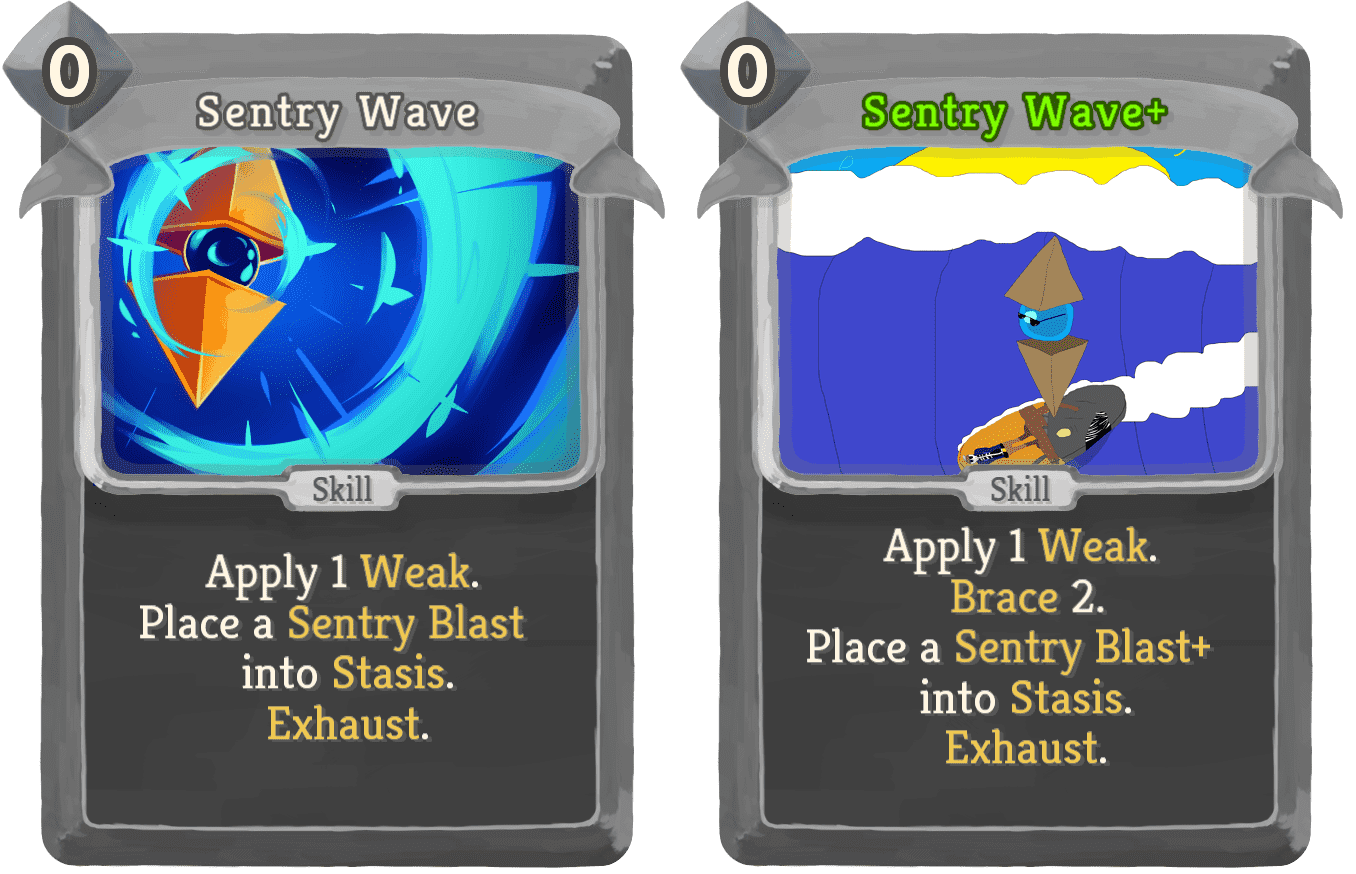 0
Sentry Wave
Skill
Apply 1 Weak.
Place a Sentry Blast
into Stasis.
Exhaust.
0
Sentry Wave+
Skill
Apply 1 Weak.
Brace 2.
Place a Sentry Blast+
into Stasis.
Exhaust.